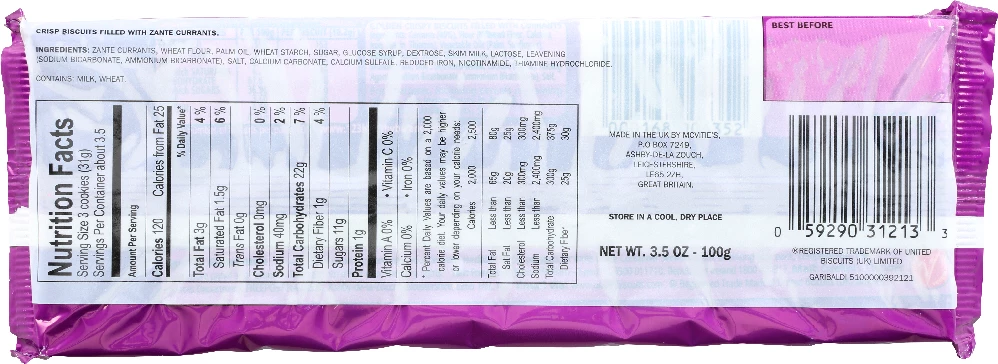 CRISP BISCUITS FILLED WITH ZANTE CURRANTS.
INGREDIENTS: ZANTE CURRANTS, WHEAT FLOUR, PALM OIL, WHEAT STARCH, SUGAR, GLUCOSE SYRUP, DEXTROSE, SKIM MILK, LACTOSE, LEAVENING
(SODIUM BICARBONATE, AMMONIUM BICARBONATE), SALT, CALCIUM CARBONATE, CALCIUM SULFATE, REDUCED IRON, NICOTINAMIDE, THIAMINE HYDROCHLORIDE.
CONTAINS: MILK, WHEAT.
Nutrition Facts
Serving Size 3 cookies (31g)
Servings Per Container about 3.5
Amount Per Serving
Calories 120 Calories from Fat 25
% Daily Value*
Total Fat 3g 4 %
Saturated Fat 1.5g 6 %
Trans Fat 0g
Cholesterol 0mg 0 %
Sodium 40mg 2 %
Total Carbohydrates 22g 7 %
Dietary Fiber 1g 4 %
Sugars 11g
Protein 1g
Vitamin A 0% • Vitamin C 0%
Calcium 0% • Iron 0%
* Percent Daily Values are based on a 2,000
calorie diet. Your daily values may be higher
or lower depending on your calorie needs:
Calories 2,000 2,500
Total Fat Less than 65g 80g
Sat Fat Less than 20g 25g
Cholesterol Less than 300mg 300mg
Sodium Less than 2,400mg 2,400mg
Total Carbohydrate 300g 375g
Dietary Fiber 25g 30g
MADE IN THE UK BY MCVITIE'S,
P.O BOX 7249,
ASHBY-DE-LA ZOUCH,
LEICESTERSHIRE,
LE65 2ZH,
GREAT BRITAIN.
STORE IN A COOL, DRY PLACE
NET WT. 3.5 OZ - 100g
BEST BEFORE
0 59290 31213 3
®REGISTERED TRADEMARK OF UNITED
BISCUITS (UK) LIMITED
GARIBALDI 5100000392121